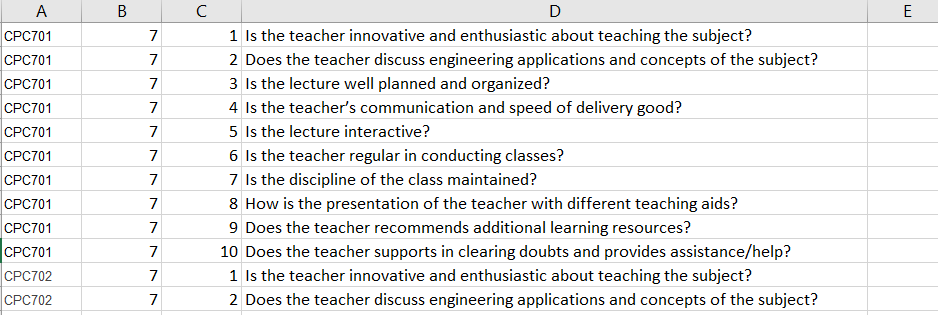 A B C D E
CPC701 7 1 Is the teacher innovative and enthusiastic about teaching the subject?
CPC701 7 2 Does the teacher discuss engineering applications and concepts of the subject?
CPC701 7 3 Is the lecture well planned and organized?
CPC701 7 4 Is the teacher’s communication and speed of delivery good?
CPC701 7 5 Is the lecture interactive?
CPC701 7 6 Is the teacher regular in conducting classes?
CPC701 7 7 Is the discipline of the class maintained?
CPC701 7 8 How is the presentation of the teacher with different teaching aids?
CPC701 7 9 Does the teacher recommends additional learning resources?
CPC701 7 10 Does the teacher supports in clearing doubts and provides assistance/help?
CPC702 7 1 Is the teacher innovative and enthusiastic about teaching the subject?
CPC702 7 2 Does the teacher discuss engineering applications and concepts of the subject?